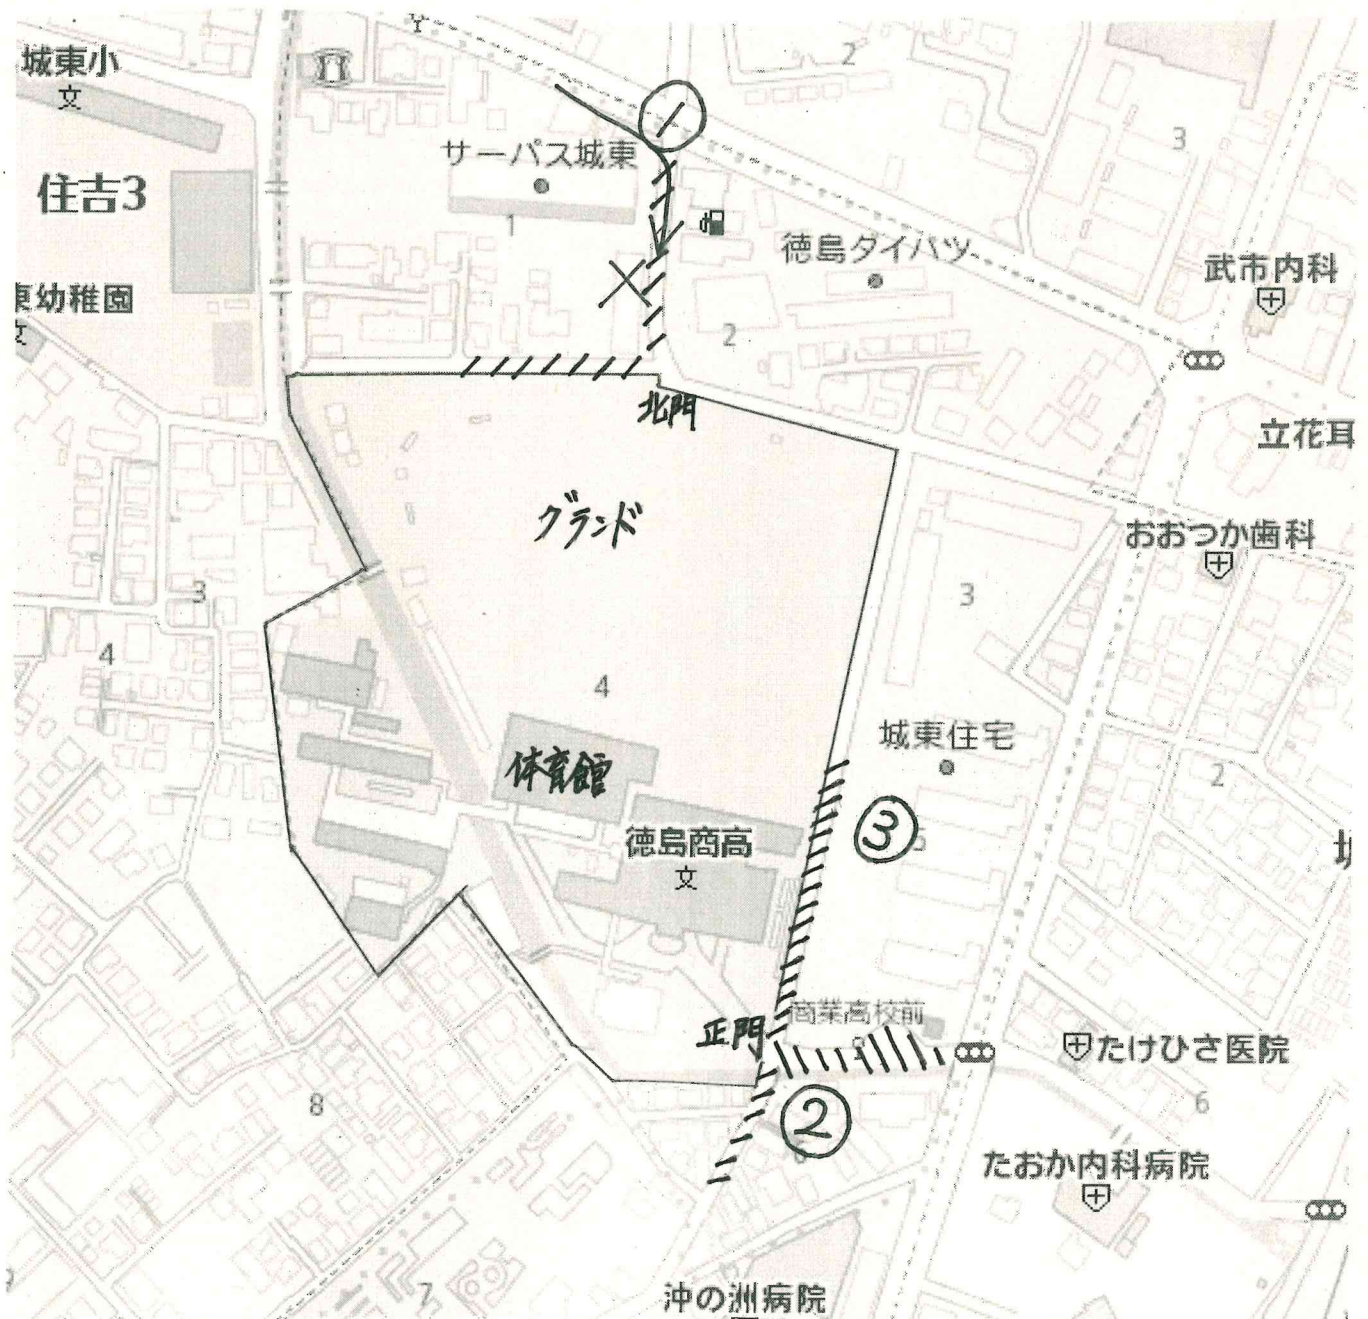 城東小
文
2
①
サーパス城東
3
住吉3
1
徳島ダイハツ
武市内科
東幼稚園
文
2
北門
立花耳
グランド
おおつか歯科
3
3
4
4
城東住宅
体育館
2
③
徳島商高
文
商業高校前
正門
たけひさ医院
8
②
6
たおか内科病院
7
沖の洲病院